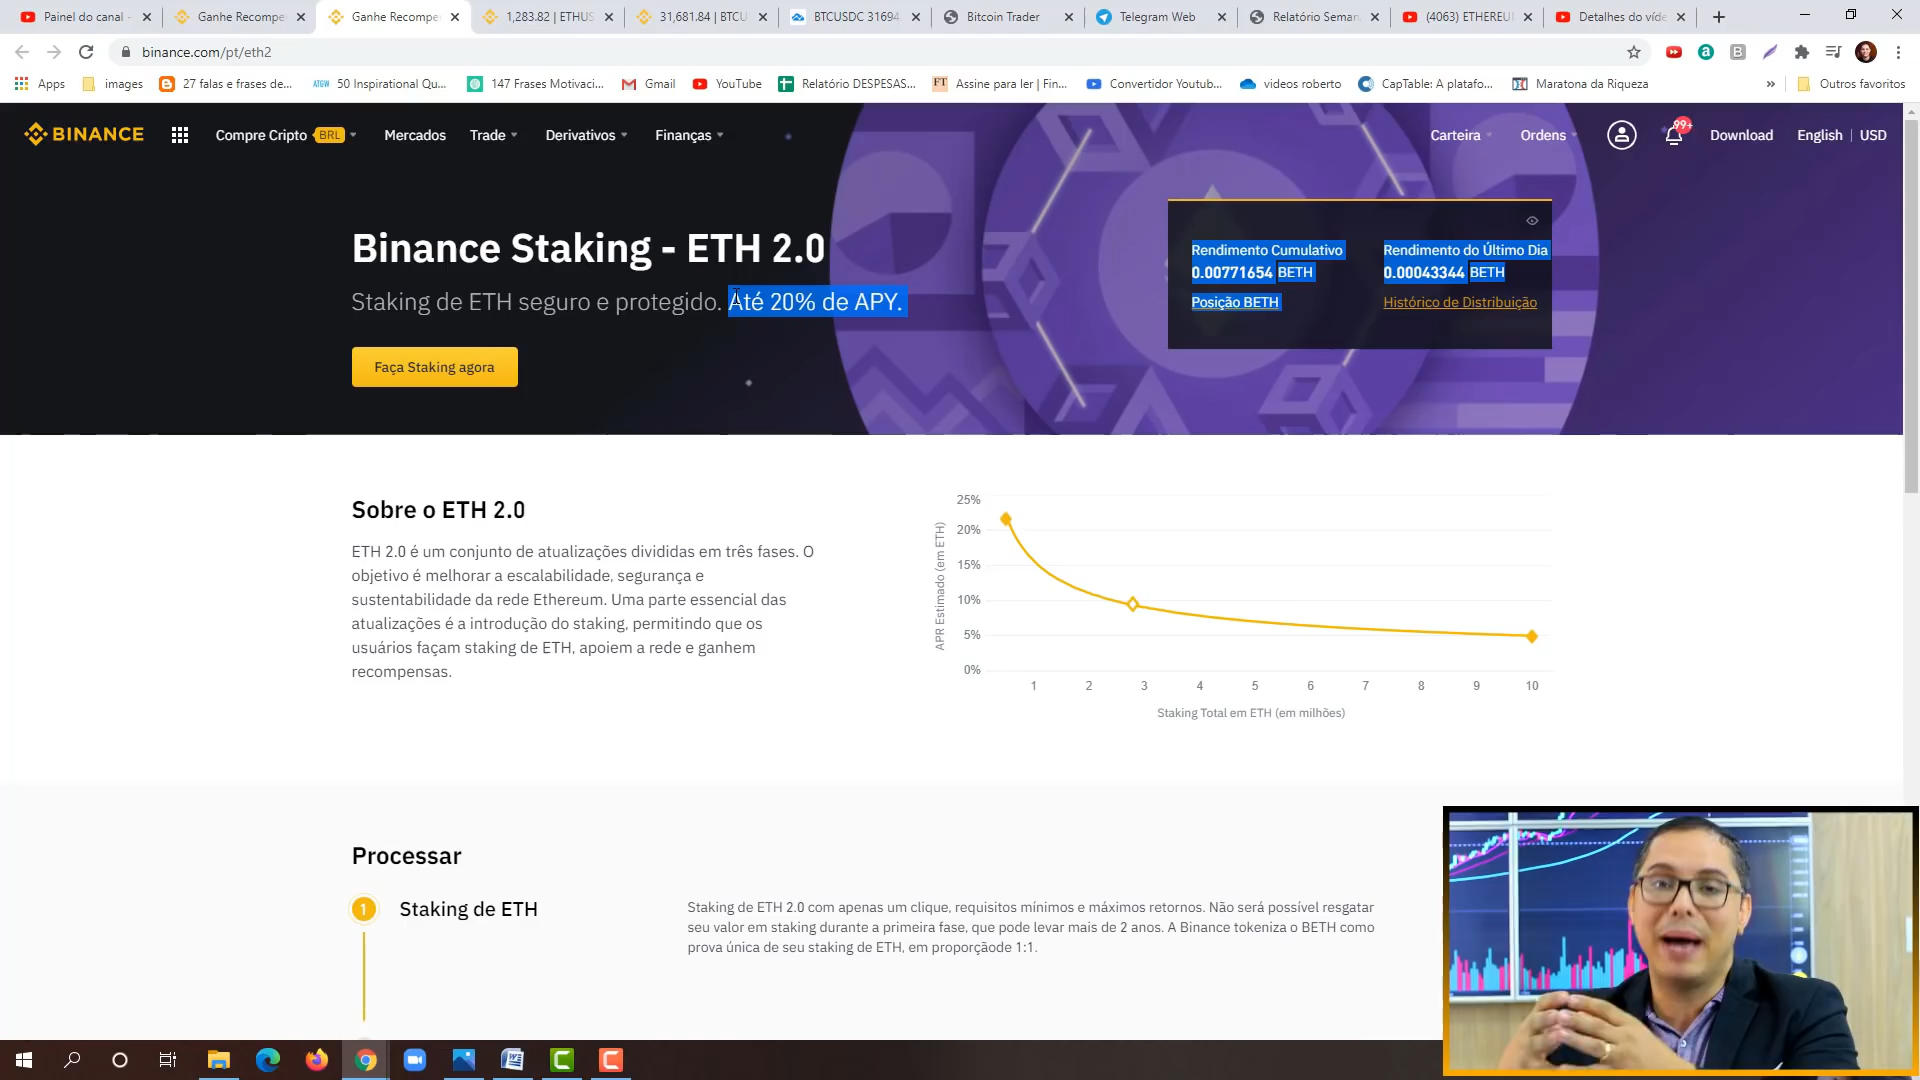 Painel do canal -
Ganhe Recompe
Ganhe Recompe
1,283.82 | ETHUS
31,681.84 | BTCU
BTCUSDC 31694
Bitcoin Trader
Telegram Web
Relatório Seman
(4063) ETHEREU
Detalhes do víde
binance.com/pt/eth2
Apps
images
27 falas e frases de...
ATGW
50 Inspirational Qu...
147 Frases Motivaci...
Gmail
YouTube
Relatório DESPESAS...
FT
Assine para ler | Fin...
Convertidor Youtub...
videos roberto
CapTable: A platafo...
Maratona da Riqueza
»
Outros favoritos
BINANCE
Compre Cripto BRL
Mercados
Trade
Derivativos
Finanças
Carteira
Ordens
99+
Download
English | USD
Binance Staking - ETH 2.0
Staking de ETH seguro e protegido. Até 20% de APY.
Faça Staking agora
Rendimento Cumulativo
0.00771654 BETH
Posição BETH
Rendimento do Último Dia
0.00043344 BETH
Histórico de Distribuição
Sobre o ETH 2.0
ETH 2.0 é um conjunto de atualizações divididas em três fases. O
objetivo é melhorar a escalabilidade, segurança e
sustentabilidade da rede Ethereum. Uma parte essencial das
atualizações é a introdução do staking, permitindo que os
usuários façam staking de ETH, apoiem a rede e ganhem
recompensas.
APR Estimado (em ETH)
25%
20%
15%
10%
5%
0%
1 2 3 4 5 6 7 8 9 10
Staking Total em ETH (em milhões)
Processar
1
Staking de ETH
Staking de ETH 2.0 com apenas um clique, requisitos mínimos e máximos retornos. Não será possível resgatar
seu valor em staking durante a primeira fase, que pode levar mais de 2 anos. A Binance tokeniza o BETH como
prova única de seu staking de ETH, em proporçãode 1:1.